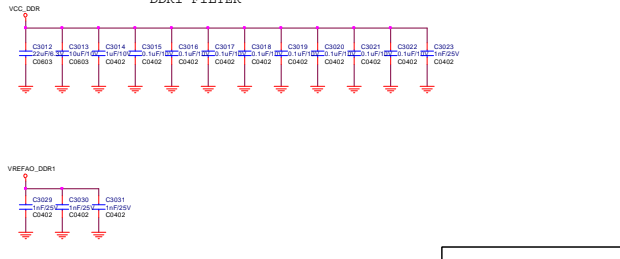 DDR1 FILTER
VCC_DDR
C3012 C3013 C3014 C3015 C3016 C3017 C3018 C3019 C3020 C3021 C3022 C3023
22uF/6.3V 10uF/10V 1uF/10V 0.1uF/10V 0.1uF/10V 0.1uF/10V 0.1uF/10V 0.1uF/10V 0.1uF/10V 0.1uF/10V 0.1uF/10V 1nF/25V
C0603 C0603 C0402 C0402 C0402 C0402 C0402 C0402 C0402 C0402 C0402 C0402
VREFAO_DDR1
C3029 C3030 C3031
1nF/25V 1nF/25V 1nF/25V
C0402 C0402 C0402